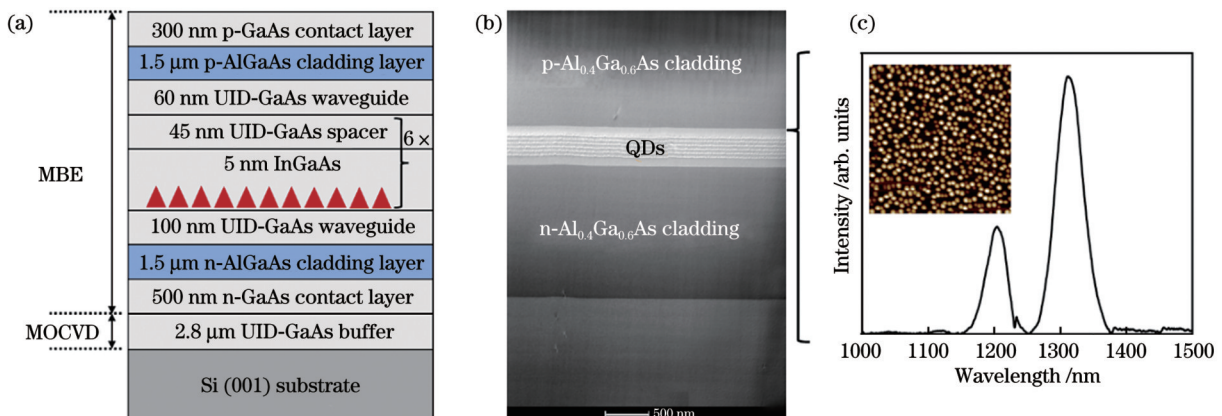 (a)
300 nm p-GaAs contact layer
1.5 μm p-AlGaAs cladding layer
60 nm UID-GaAs waveguide
45 nm UID-GaAs spacer
6 ×
5 nm InGaAs
100 nm UID-GaAs waveguide
1.5 μm n-AlGaAs cladding layer
500 nm n-GaAs contact layer
2.8 μm UID-GaAs buffer
Si (001) substrate
MBE
MOCVD
(b)
p-Al0.4Ga0.6As cladding
QDs
n-Al0.4Ga0.6As cladding
500 nm
(c)
Intensity /arb. units
1000 1100 1200 1300 1400 1500
Wavelength /nm